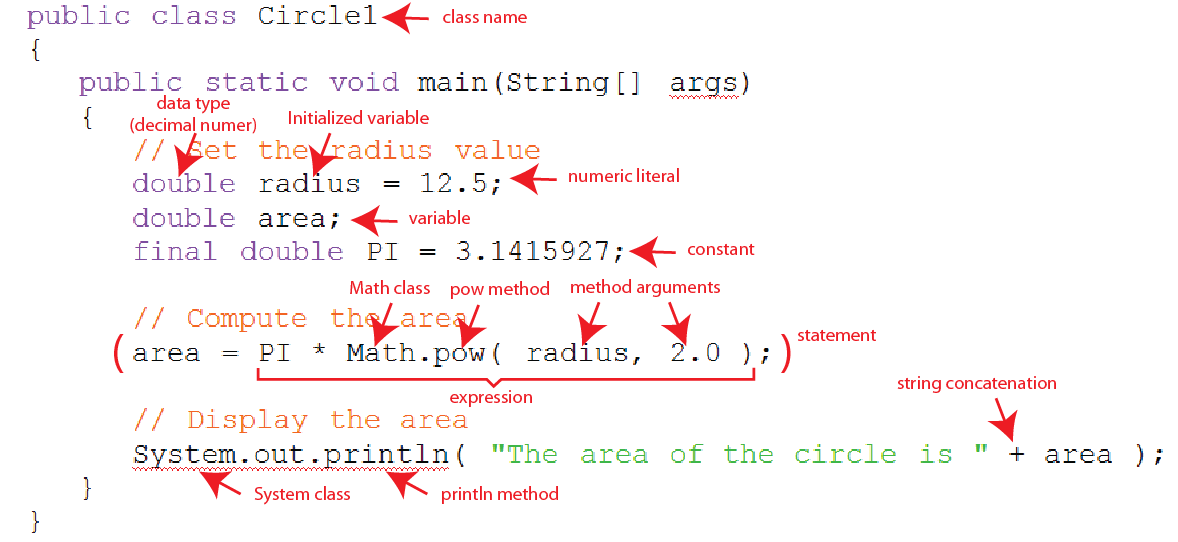 public class Circle1 class name
{
public static void main(String[] args)
data type
(decimal numer) Initialized variable
{
// Set the radius value
double radius = 12.5; numeric literal
double area; variable
final double PI = 3.1415927; constant
Math class pow method method arguments
// Compute the area
statement
(area = PI * Math.pow( radius, 2.0 );)
expression
string concatenation
// Display the area
System.out.println( "The area of the circle is " + area );
} System class println method
}